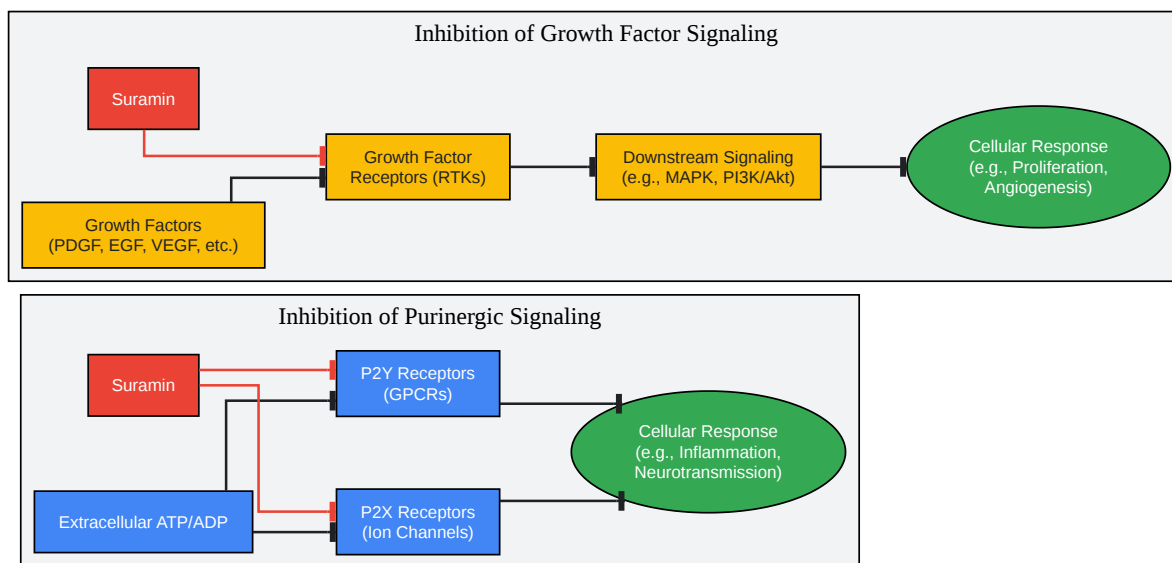 Inhibition of Growth Factor Signaling
Suramin
Growth Factor
Receptors (RTKs)
Downstream Signaling
(e.g., MAPK, PI3K/Akt)
Cellular Response
(e.g., Proliferation,
Angiogenesis)
Growth Factors
(PDGF, EGF, VEGF, etc.)
Inhibition of Purinergic Signaling
Suramin
P2Y Receptors
(GPCRs)
Cellular Response
(e.g., Inflammation,
Neurotransmission)
Extracellular ATP/ADP
P2X Receptors
(Ion Channels)